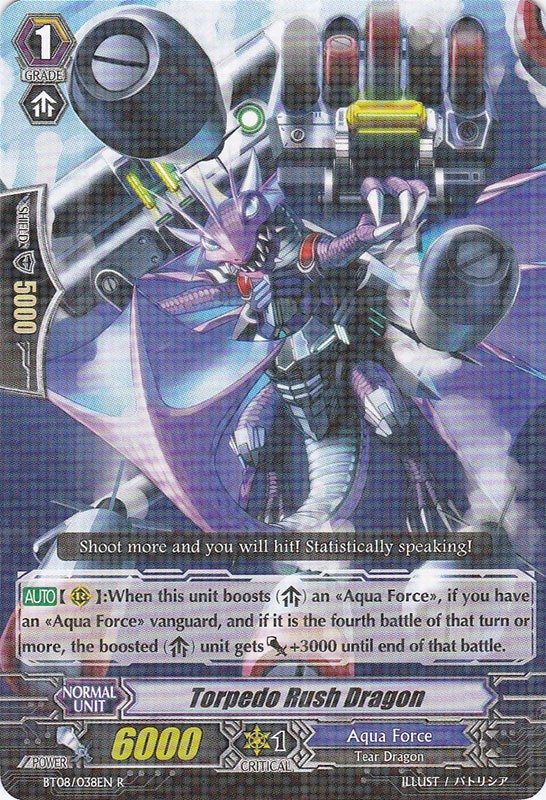 1
GRADE
SHIELD
5000
Shoot more and you will hit! Statistically speaking!
AUTO【 R 】:When this unit boosts ( ) an «Aqua Force», if you have
an «Aqua Force» vanguard, and if it is the fourth battle of that turn or
more, the boosted ( ) unit gets +3000 until end of that battle.
NORMAL
UNIT
Torpedo Rush Dragon
POWER
6000
1
CRITICAL
Aqua Force
Tear Dragon
BT08/038EN R
ILLUST / パトリシア